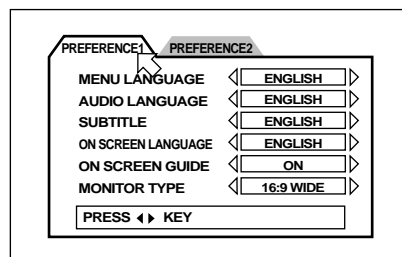 PREFERENCE1 PREFERENCE2
MENU LANGUAGE ENGLISH
AUDIO LANGUAGE ENGLISH
SUBTITLE ENGLISH
ON SCREEN LANGUAGE ENGLISH
ON SCREEN GUIDE ON
MONITOR TYPE 16:9 WIDE
PRESS ◀ ▶ KEY